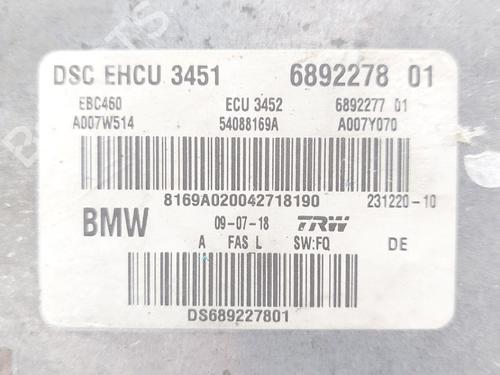 DSC EHCU 3451 6892278 01
EBC460 ECU 3452 6892277 01
A007W514 54088169A A007Y070
8169A020042718190 231220-10
BMW 09-07-18 TRW
A FAS L SW:FQ DE
DS689227801